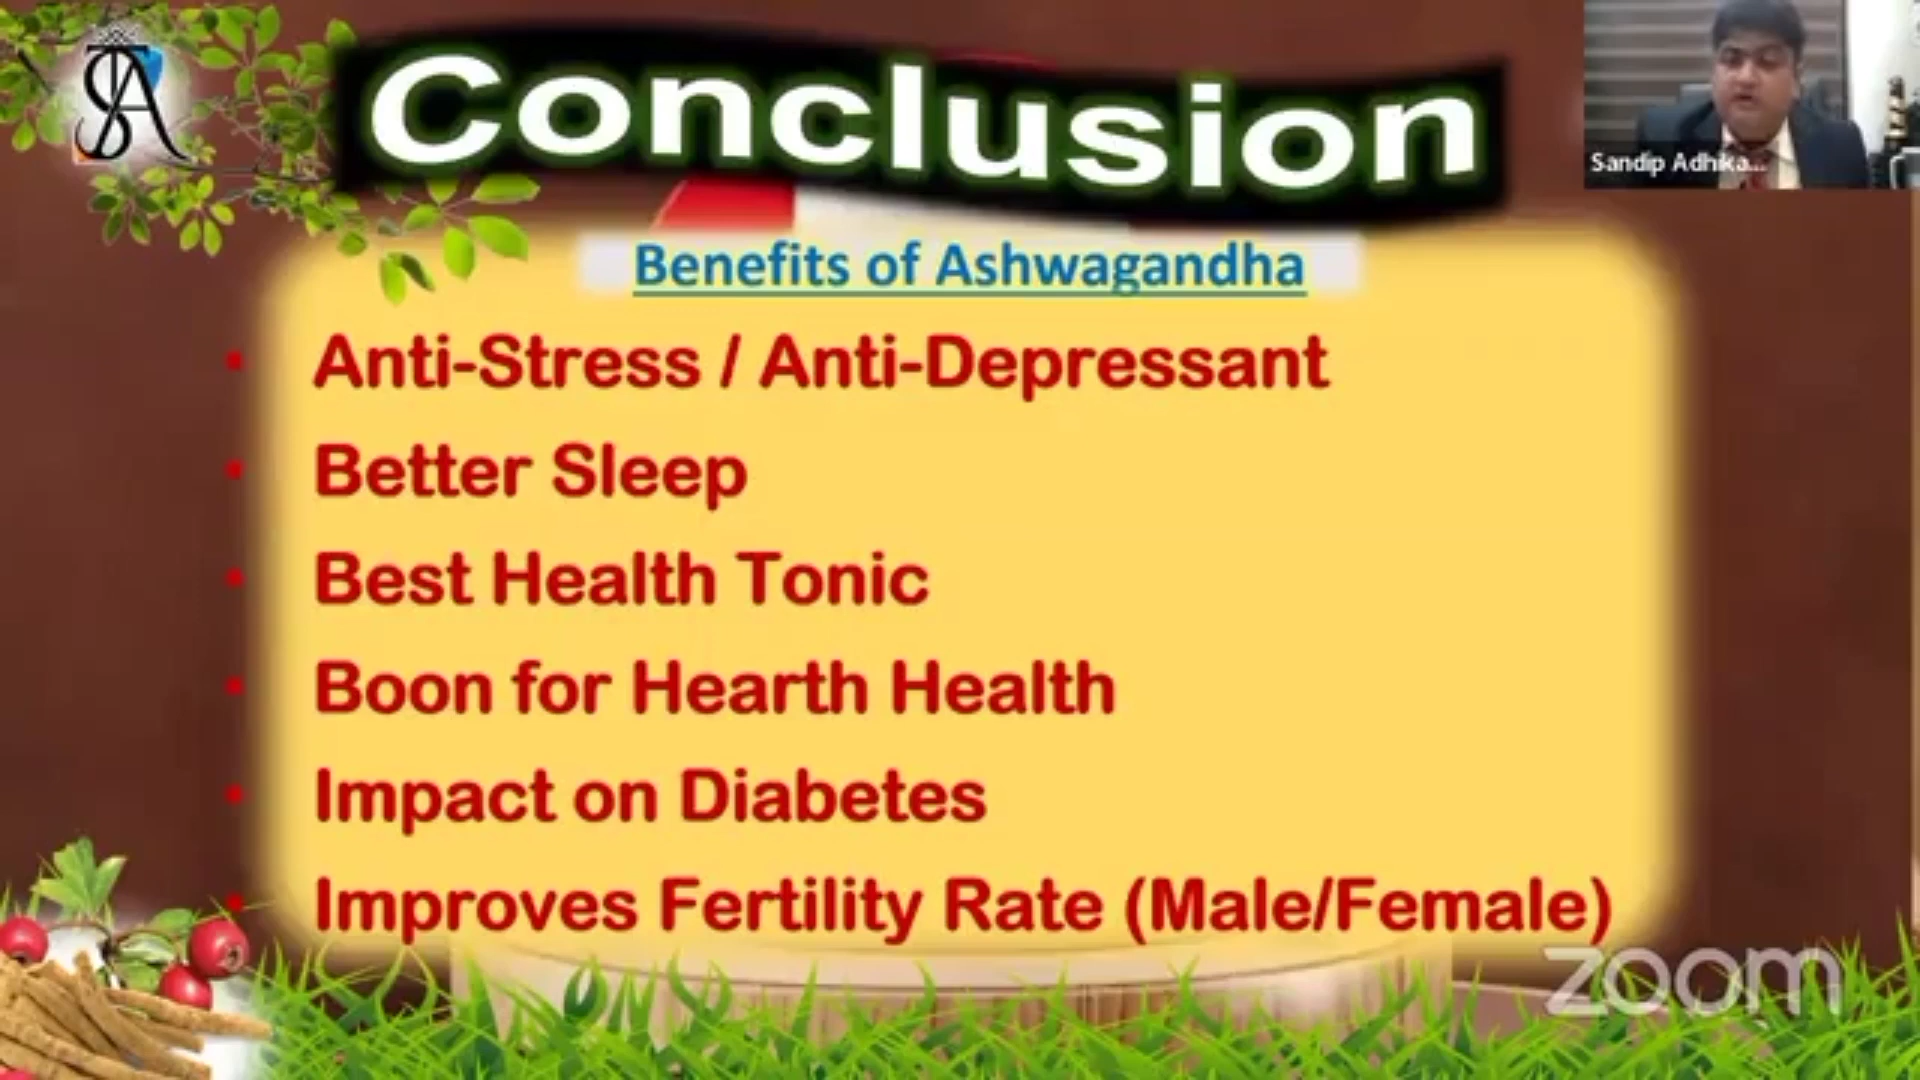 SA
Conclusion
Sandip Adhika...
Benefits of Ashwagandha
• Anti-Stress / Anti-Depressant
• Better Sleep
• Best Health Tonic
• Boon for Hearth Health
• Impact on Diabetes
• Improves Fertility Rate (Male/Female)
zoom